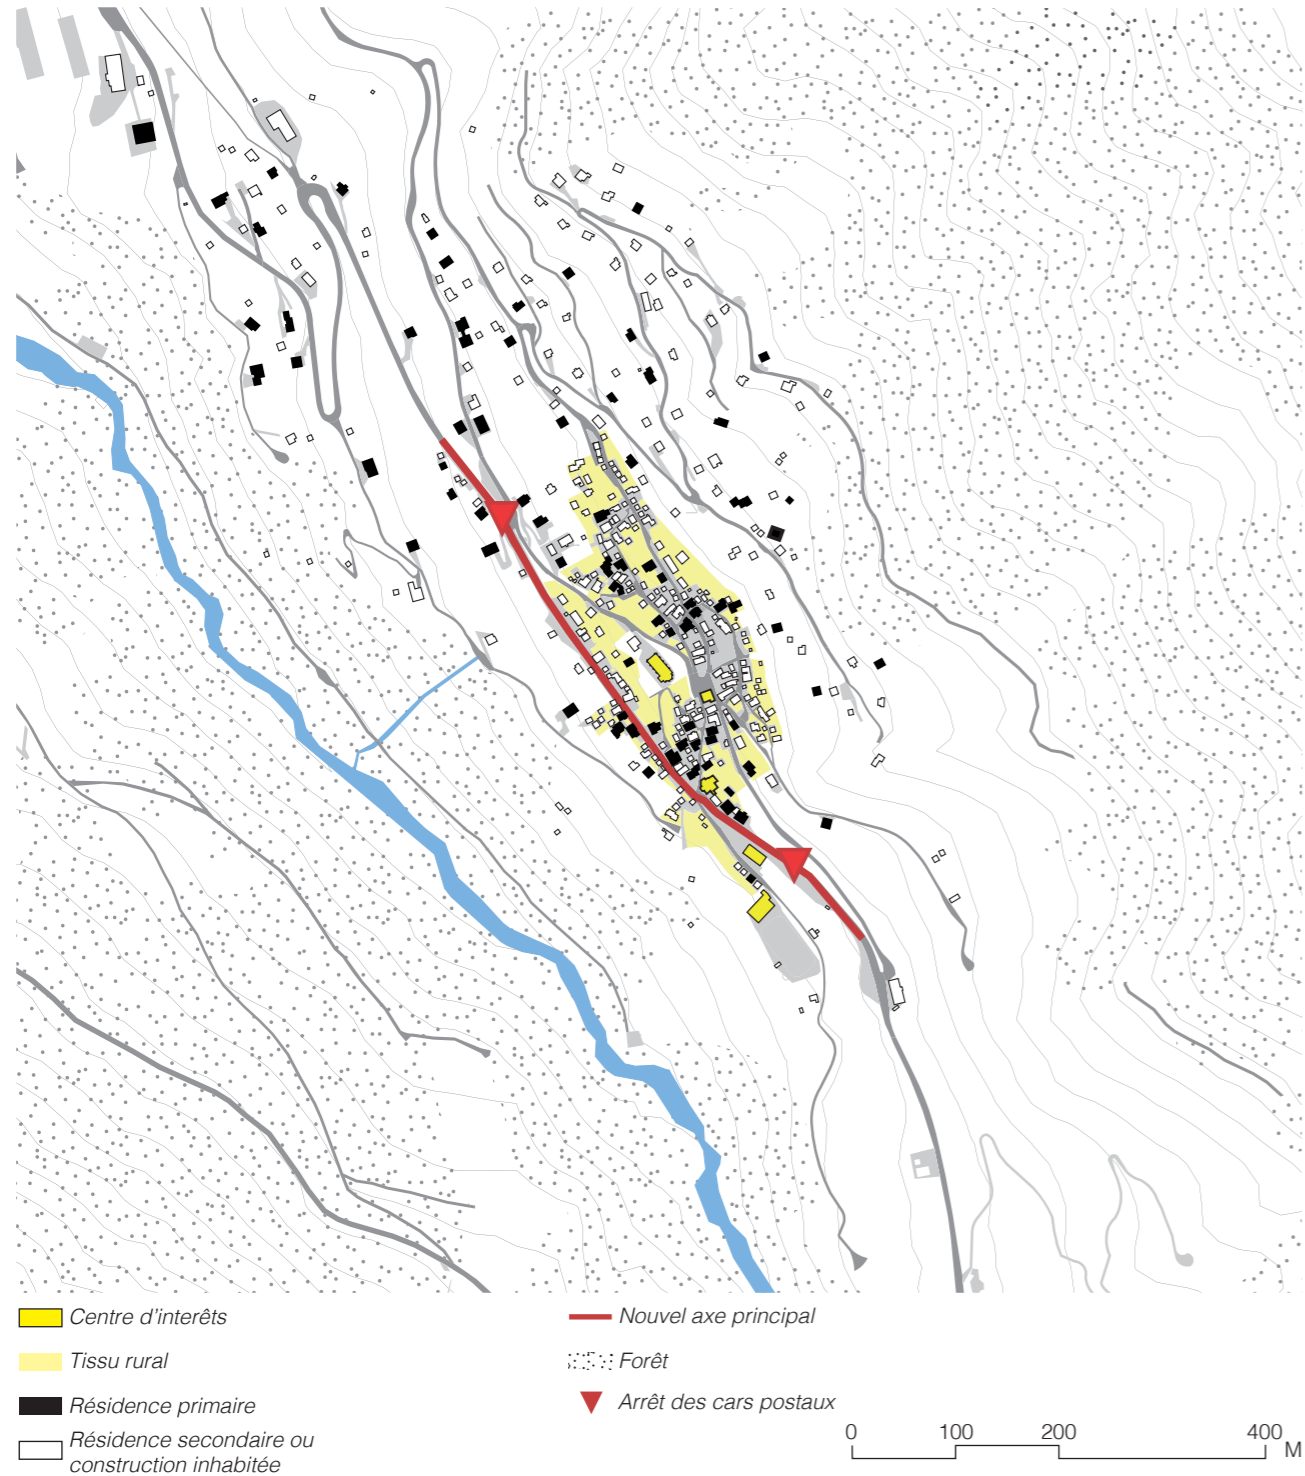 Centre d'interêts
Tissu rural
Résidence primaire
Résidence secondaire ou
construction inhabitée
Nouvel axe principal
Forêt
Arrêt des cars postaux
0 100 200 400
M